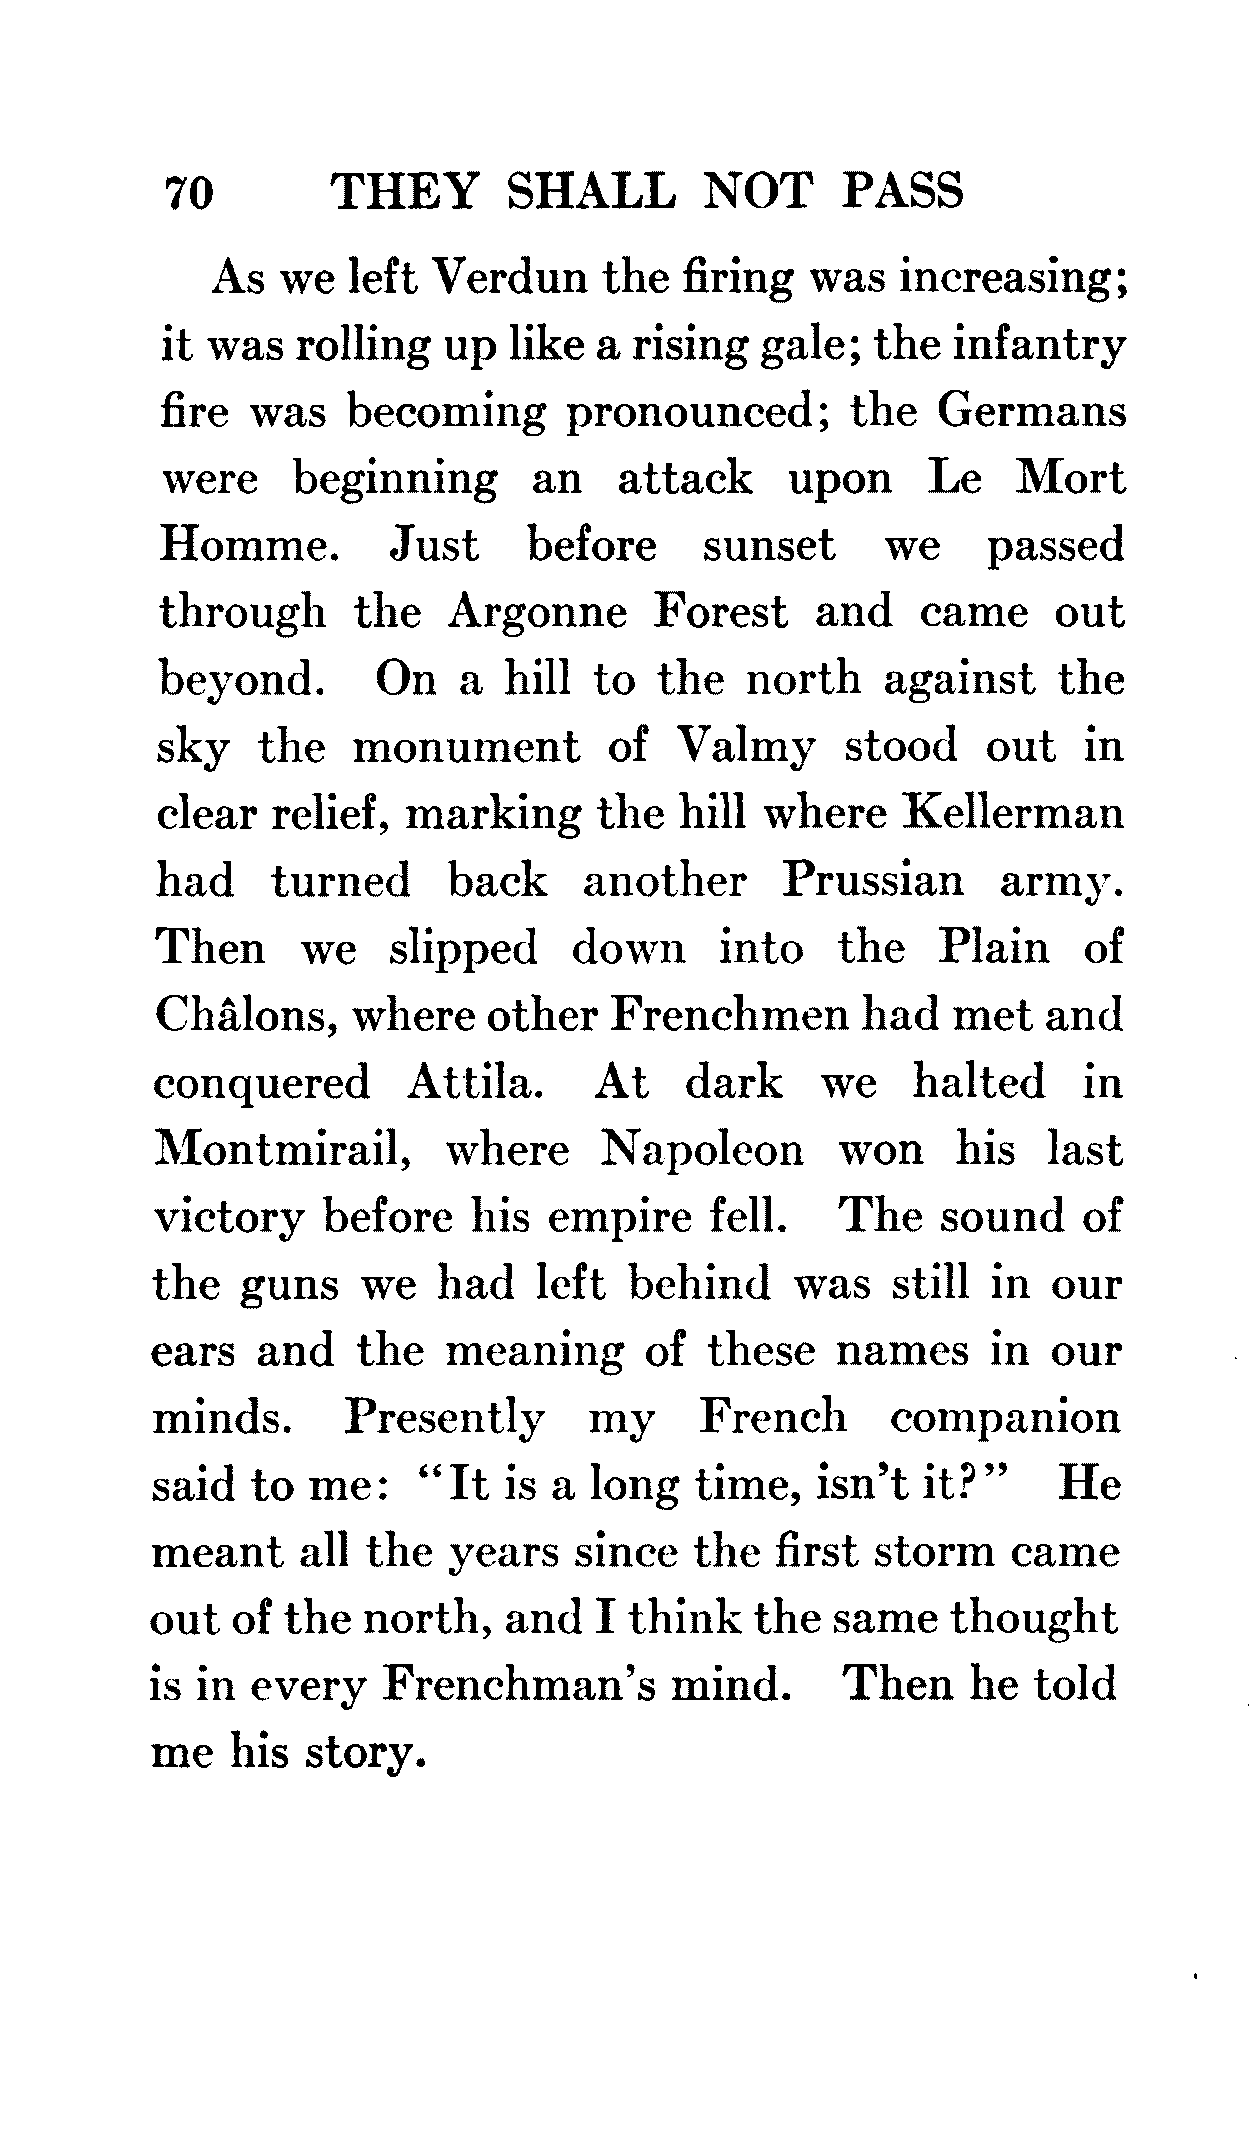 70 THEY SHALL NOT PASS
As we left Verdun the firing was increasing;
it was rolling up like a rising gale; the infantry
fire was becoming pronounced; the Germans
were beginning an attack upon Le Mort
Homme. Just before sunset we passed
through the Argonne Forest and came out
beyond. On a hill to the north against the
sky the monument of Valmy stood out in
clear relief, marking the hill where Kellerman
had turned back another Prussian army.
Then we slipped down into the Plain of
Châlons, where other Frenchmen had met and
conquered Attila. At dark we halted in
Montmirail, where Napoleon won his last
victory before his empire fell. The sound of
the guns we had left behind was still in our
ears and the meaning of these names in our
minds. Presently my French companion
said to me: "It is a long time, isn't it?" He
meant all the years since the first storm came
out of the north, and I think the same thought
is in every Frenchman's mind. Then he told
me his story.